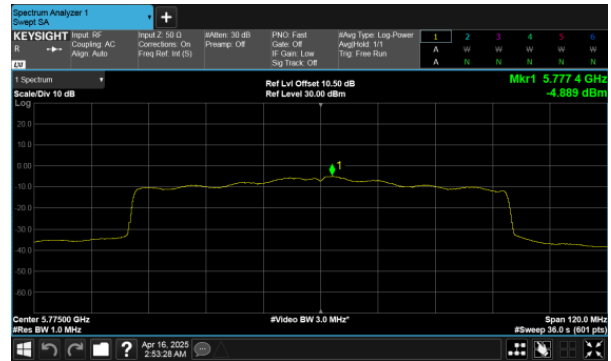 Spectrum Analyzer 1
Swept SA
+
KEYSIGHT
R
LXI
Input: RF
Coupling: AC
Align: Auto
Input Z: 50 Ω
Corrections: On
Freq Ref: Int (S)
#Atten: 30 dB
Preamp: Off
PNO: Fast
Gate: Off
IF Gain: Low
Sig Track: Off
#Avg Type: Log-Power
Avg|Hold: 1/1
Trig: Free Run
1 2 3 4 5 6
A W W W W W
A N N N N N
1 Spectrum
Scale/Div 10 dB
Log
Ref Lvl Offset 10.50 dB
Ref Level 30.00 dBm
Mkr1 5.777 4 GHz
-4.889 dBm
20.0
10.0
0.00
-10.0
-20.0
-30.0
-40.0
-50.0
-60.0
1
Center 5.77500 GHz
#Res BW 1.0 MHz
#Video BW 3.0 MHz*
Span 120.0 MHz
#Sweep 36.0 s (601 pts)
?
Apr 16, 2025
2:53:28 AM